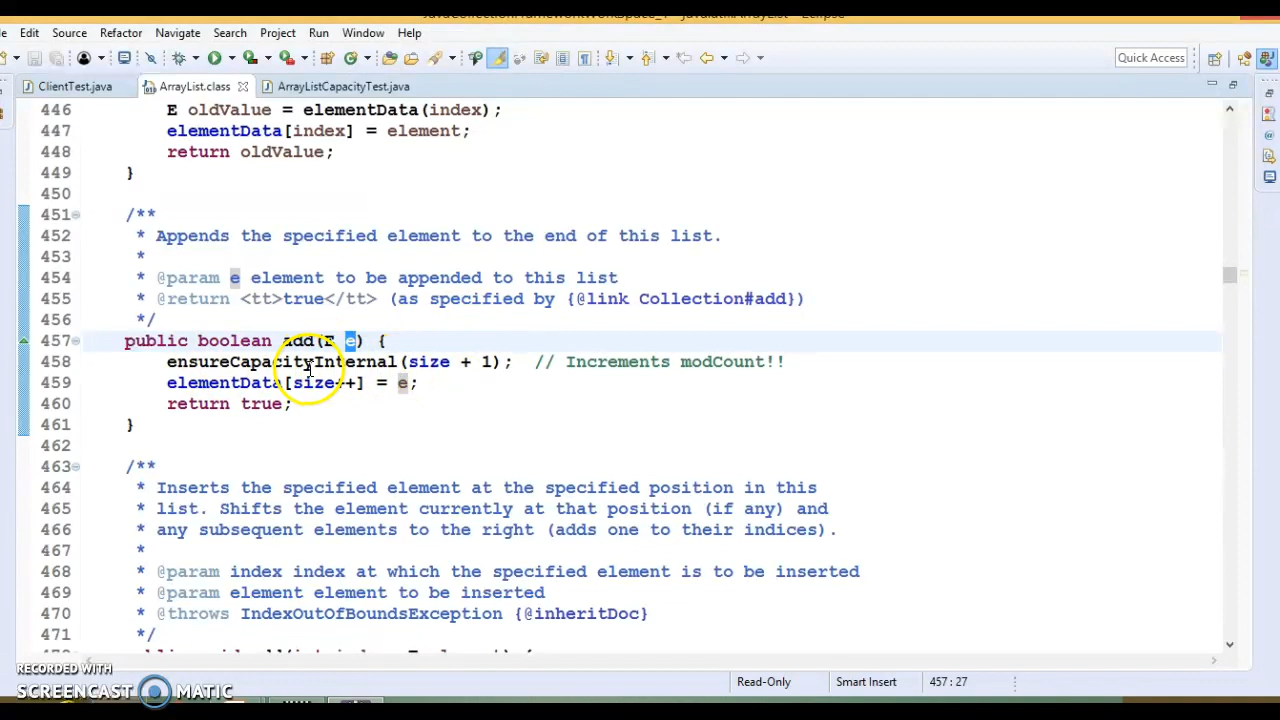 JavaCollectionFrameworkWorkSpace_1 - java.util.ArrayList - Eclipse
Edit Source Refactor Navigate Search Project Run Window Help
Quick Access
ClientTest.java ArrayList.class ArrayListCapacityTest.java
446 E oldValue = elementData(index);
447 elementData[index] = element;
448 return oldValue;
449 }
450
451 /**
452 * Appends the specified element to the end of this list.
453 *
454 * @param e element to be appended to this list
455 * @return <tt>true</tt> (as specified by {@link Collection#add})
456 */
457 public boolean add(E e) {
458 ensureCapacityInternal(size + 1); // Increments modCount!!
459 elementData[size++] = e;
460 return true;
461 }
462
463 /**
464 * Inserts the specified element at the specified position in this
465 * list. Shifts the element currently at that position (if any) and
466 * any subsequent elements to the right (adds one to their indices).
467 *
468 * @param index index at which the specified element is to be inserted
469 * @param element element to be inserted
470 * @throws IndexOutOfBoundsException {@inheritDoc}
471 */
Read-Only Smart Insert 457 : 27
RECORDED WITH
SCREENCAST MATIC